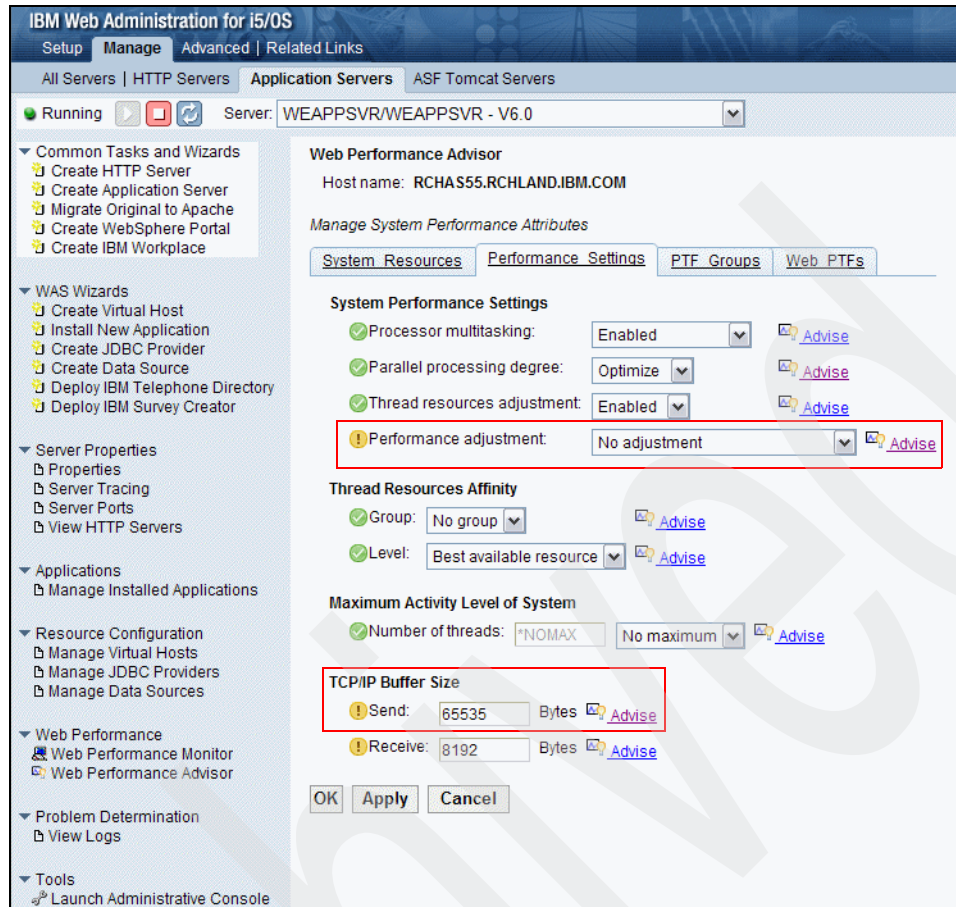 IBM Web Administration for i5/OS
Setup Manage Advanced | Related Links
All Servers | HTTP Servers Application Servers ASF Tomcat Servers
Running Server: WEAPPSVR/WEAPPSVR - V6.0
Common Tasks and Wizards
Create HTTP Server
Create Application Server
Migrate Original to Apache
Create WebSphere Portal
Create IBM Workplace
WAS Wizards
Create Virtual Host
Install New Application
Create JDBC Provider
Create Data Source
Deploy IBM Telephone Directory
Deploy IBM Survey Creator
Server Properties
Properties
Server Tracing
Server Ports
View HTTP Servers
Applications
Manage Installed Applications
Resource Configuration
Manage Virtual Hosts
Manage JDBC Providers
Manage Data Sources
Web Performance
Web Performance Monitor
Web Performance Advisor
Problem Determination
View Logs
Tools
Launch Administrative Console
Web Performance Advisor
Host name: RCHAS55.RCHLAND.IBM.COM
Manage System Performance Attributes
System Resources Performance Settings PTF Groups Web PTFs
System Performance Settings
Processor multitasking: Enabled Advise
Parallel processing degree: Optimize Advise
Thread resources adjustment: Enabled Advise
Performance adjustment: No adjustment Advise
Thread Resources Affinity
Group: No group Advise
Level: Best available resource Advise
Maximum Activity Level of System
Number of threads: *NOMAX No maximum Advise
TCP/IP Buffer Size
Send: 65535 Bytes Advise
Receive: 8192 Bytes Advise
OK Apply Cancel